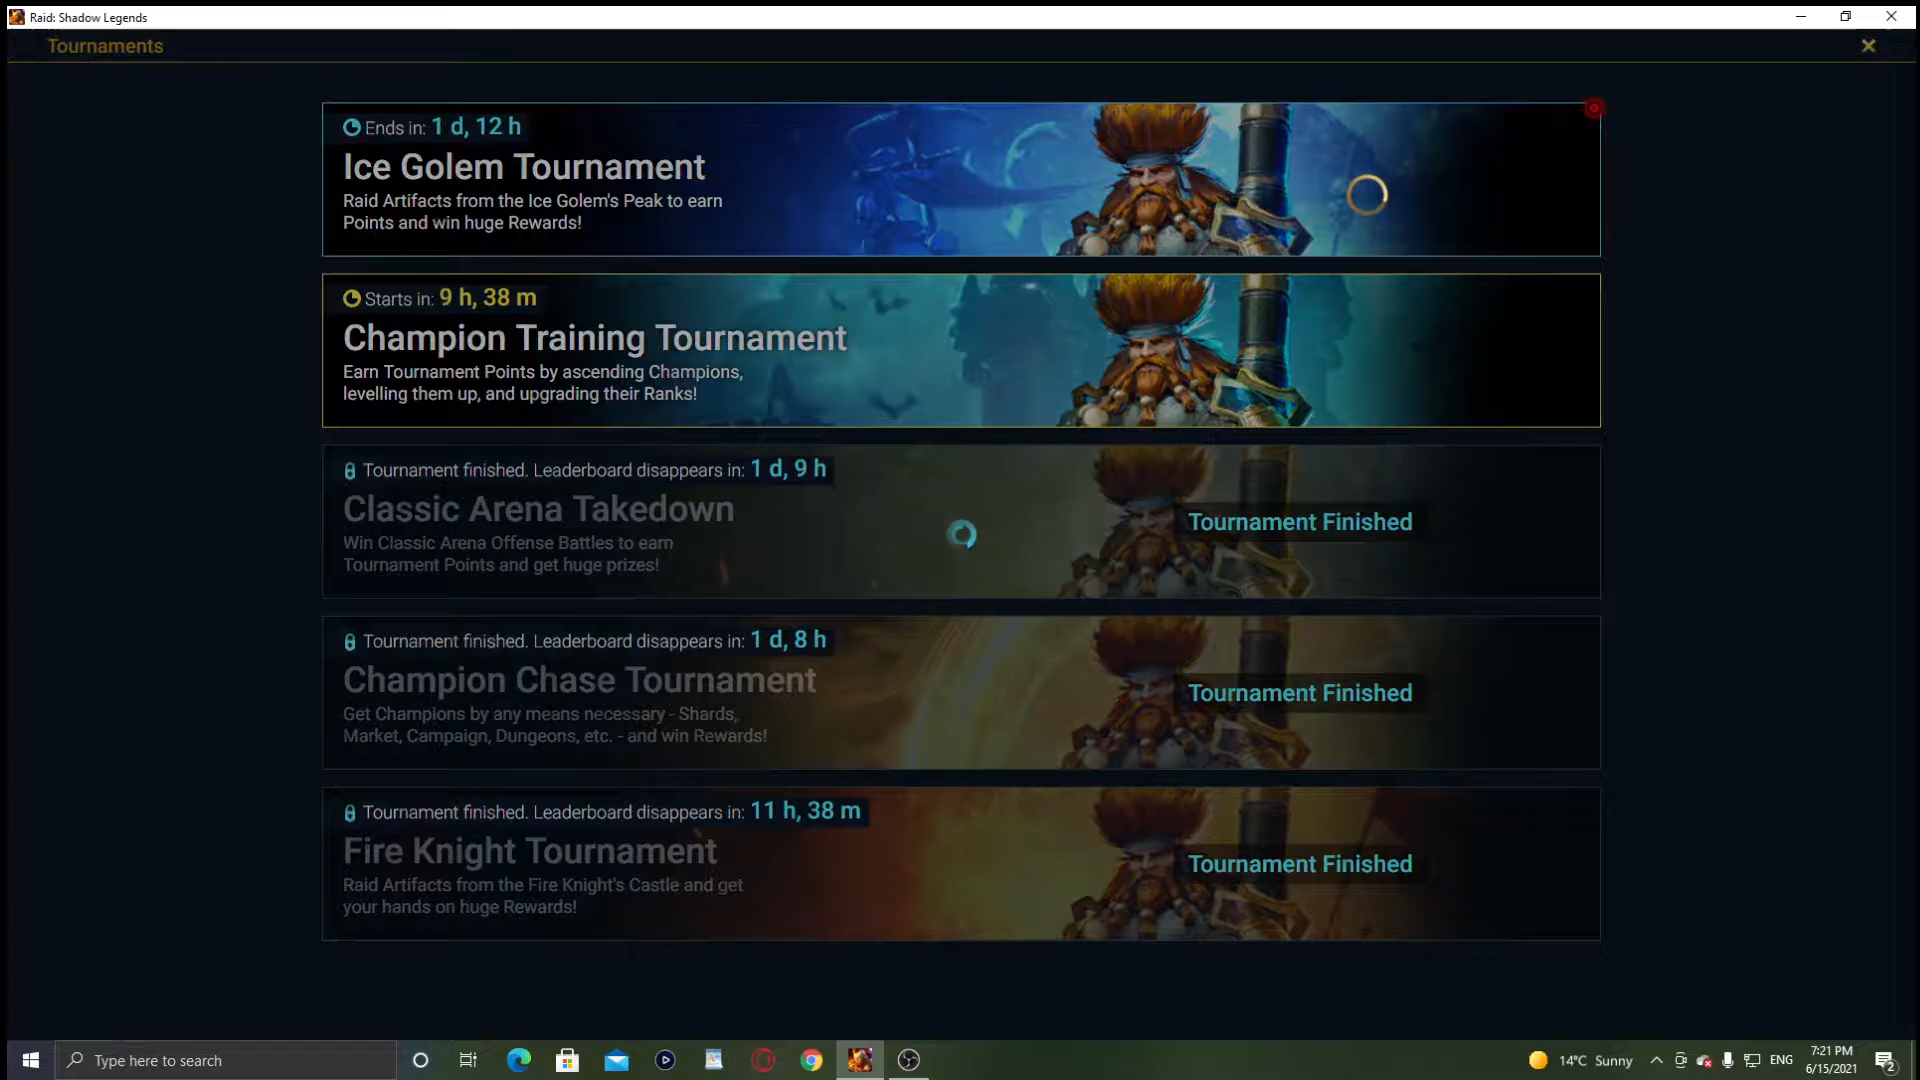 Raid: Shadow Legends
Tournaments
Ends in: 1 d, 12 h
Ice Golem Tournament
Raid Artifacts from the Ice Golem's Peak to earn
Points and win huge Rewards!
Starts in: 9 h, 38 m
Champion Training Tournament
Earn Tournament Points by ascending Champions,
levelling them up, and upgrading their Ranks!
Tournament finished. Leaderboard disappears in: 1 d, 9 h
Classic Arena Takedown
Win Classic Arena Offense Battles to earn
Tournament Points and get huge prizes!
Tournament Finished
Tournament finished. Leaderboard disappears in: 1 d, 8 h
Champion Chase Tournament
Get Champions by any means necessary - Shards,
Market, Campaign, Dungeons, etc. - and win Rewards!
Tournament Finished
Tournament finished. Leaderboard disappears in: 11 h, 38 m
Fire Knight Tournament
Raid Artifacts from the Fire Knight's Castle and get
your hands on huge Rewards!
Tournament Finished
Type here to search
14°C Sunny
ENG
7:21 PM
6/15/2021
2